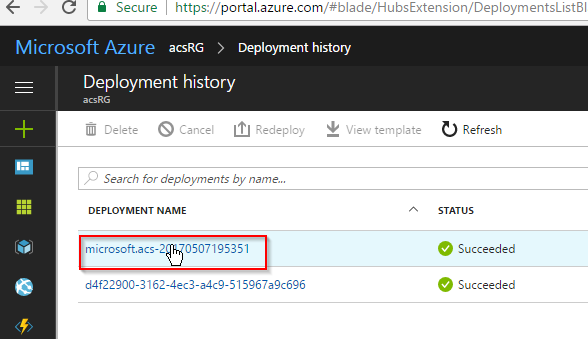 Secure https://portal.azure.com/#blade/HubsExtension/DeploymentsListBl
Microsoft Azure acsRG > Deployment history
Deployment history
acsRG
Delete Cancel Redeploy View template Refresh
Search for deployments by name...
DEPLOYMENT NAME STATUS
microsoft.acs-20170507195351 Succeeded
d4f22900-3162-4ec3-a4c9-515967a9c696 Succeeded